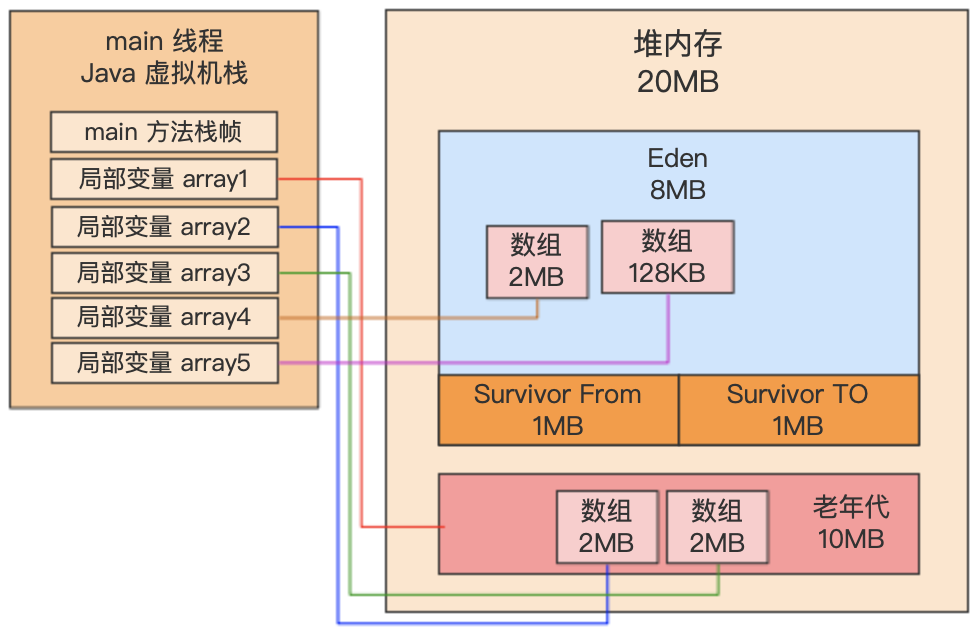 main 线程
Java 虚拟机栈
main 方法栈帧
局部变量 array1
局部变量 array2
局部变量 array3
局部变量 array4
局部变量 array5
堆内存
20MB
Eden
8MB
数组
2MB
数组
128KB
Survivor From
1MB
Survivor TO
1MB
数组
2MB
数组
2MB
老年代
10MB